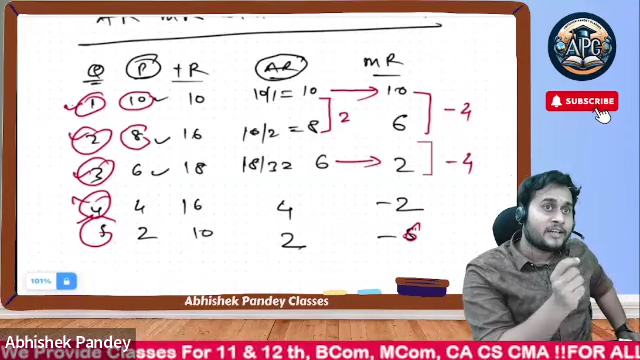 AR MR
Q P TR AR MR
1 10 10 10/1 = 10 10
2 8 16 16/2 = 8 6
3 6 18 18/3 = 6 2
4 4 16 4 -2
5 2 10 2 -6
2 -4
-4
APG
SUBSCRIBE
101%
Abhishek Pandey Classes
Abhishek Pandey
We Provide Classes For 11 & 12 th, BCom, MCom, CA CS CMA !!FOR AL